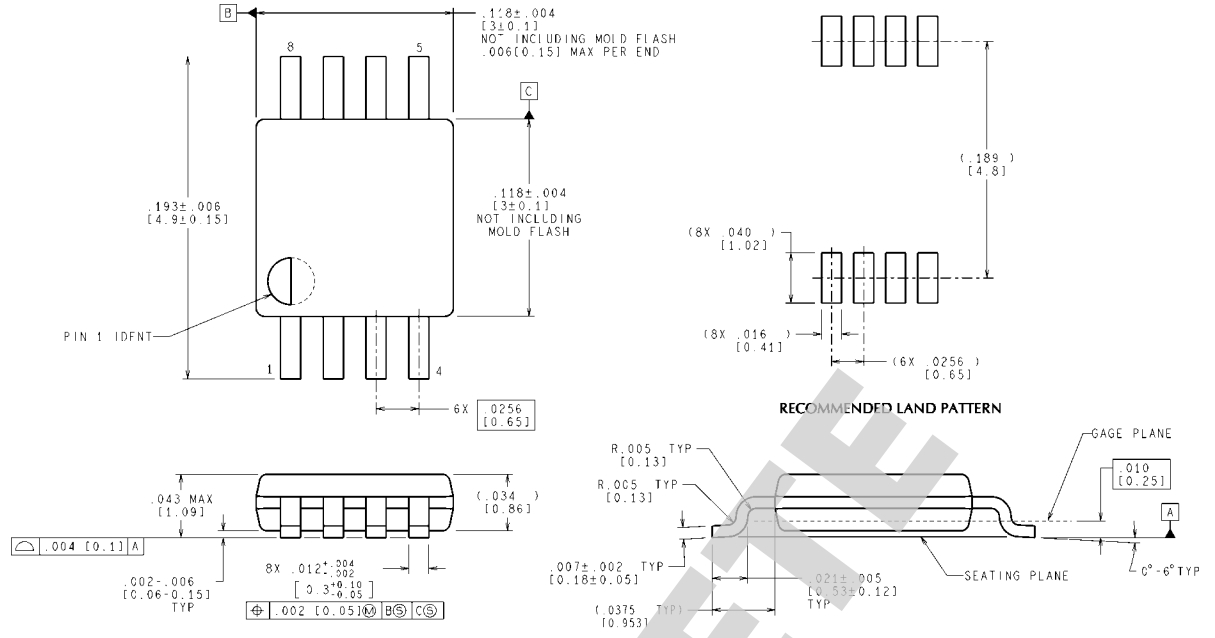 B
.118±.004
[3±0.1]
NOT INCLUDING MOLD FLASH
.006[0.15] MAX PER END
8
5
C
.193±.006
[4.9±0.15]
.118±.004
[3±0.1]
NOT INCLUDING
MOLD FLASH
PIN 1 IDENT
1
4
6X .0256
[0.65]
(.189 )
[4.8]
(8X .040 )
[1.02]
(8X .016 )
[0.41]
(6X .0256 )
[0.65]
RECOMMENDED LAND PATTERN
.043 MAX
[1.09]
(.034 )
[0.86]
.004 [0.1] A
.002-.006
[0.06-0.15]
TYP
8X .012+.004
-.002
[0.3+0.10
-0.05]
⌖ .002 [0.05]Ⓜ BⓈ CⓈ
R.005 TYP
[0.13]
R.005 TYP
[0.13]
GAGE PLANE
.010
[0.25]
A
0°-6° TYP
SEATING PLANE
.007±.002 TYP
[0.18±0.05]
.021±.005
[0.53±0.12]
TYP
(.0375 TYP)
[0.953]
ETE